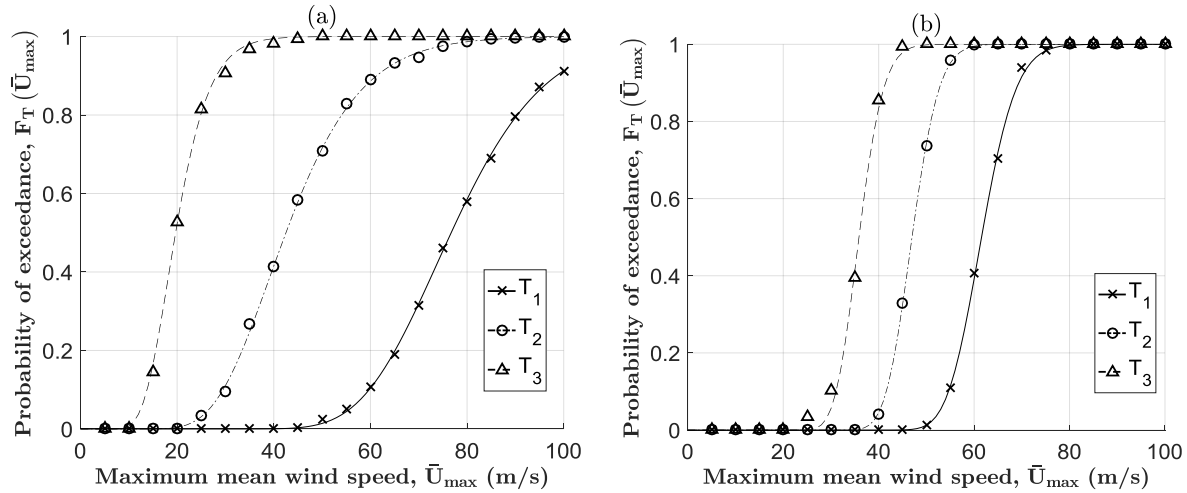 (a)
Probability of exceedance, F_T (Ū_max)
1
0.8
0.6
0.4
0.2
0
0 20 40 60 80 100
Maximum mean wind speed, Ū_max (m/s)
T_1
T_2
T_3
(b)
Probability of exceedance, F_T (Ū_max)
1
0.8
0.6
0.4
0.2
0
0 20 40 60 80 100
Maximum mean wind speed, Ū_max (m/s)
T_1
T_2
T_3